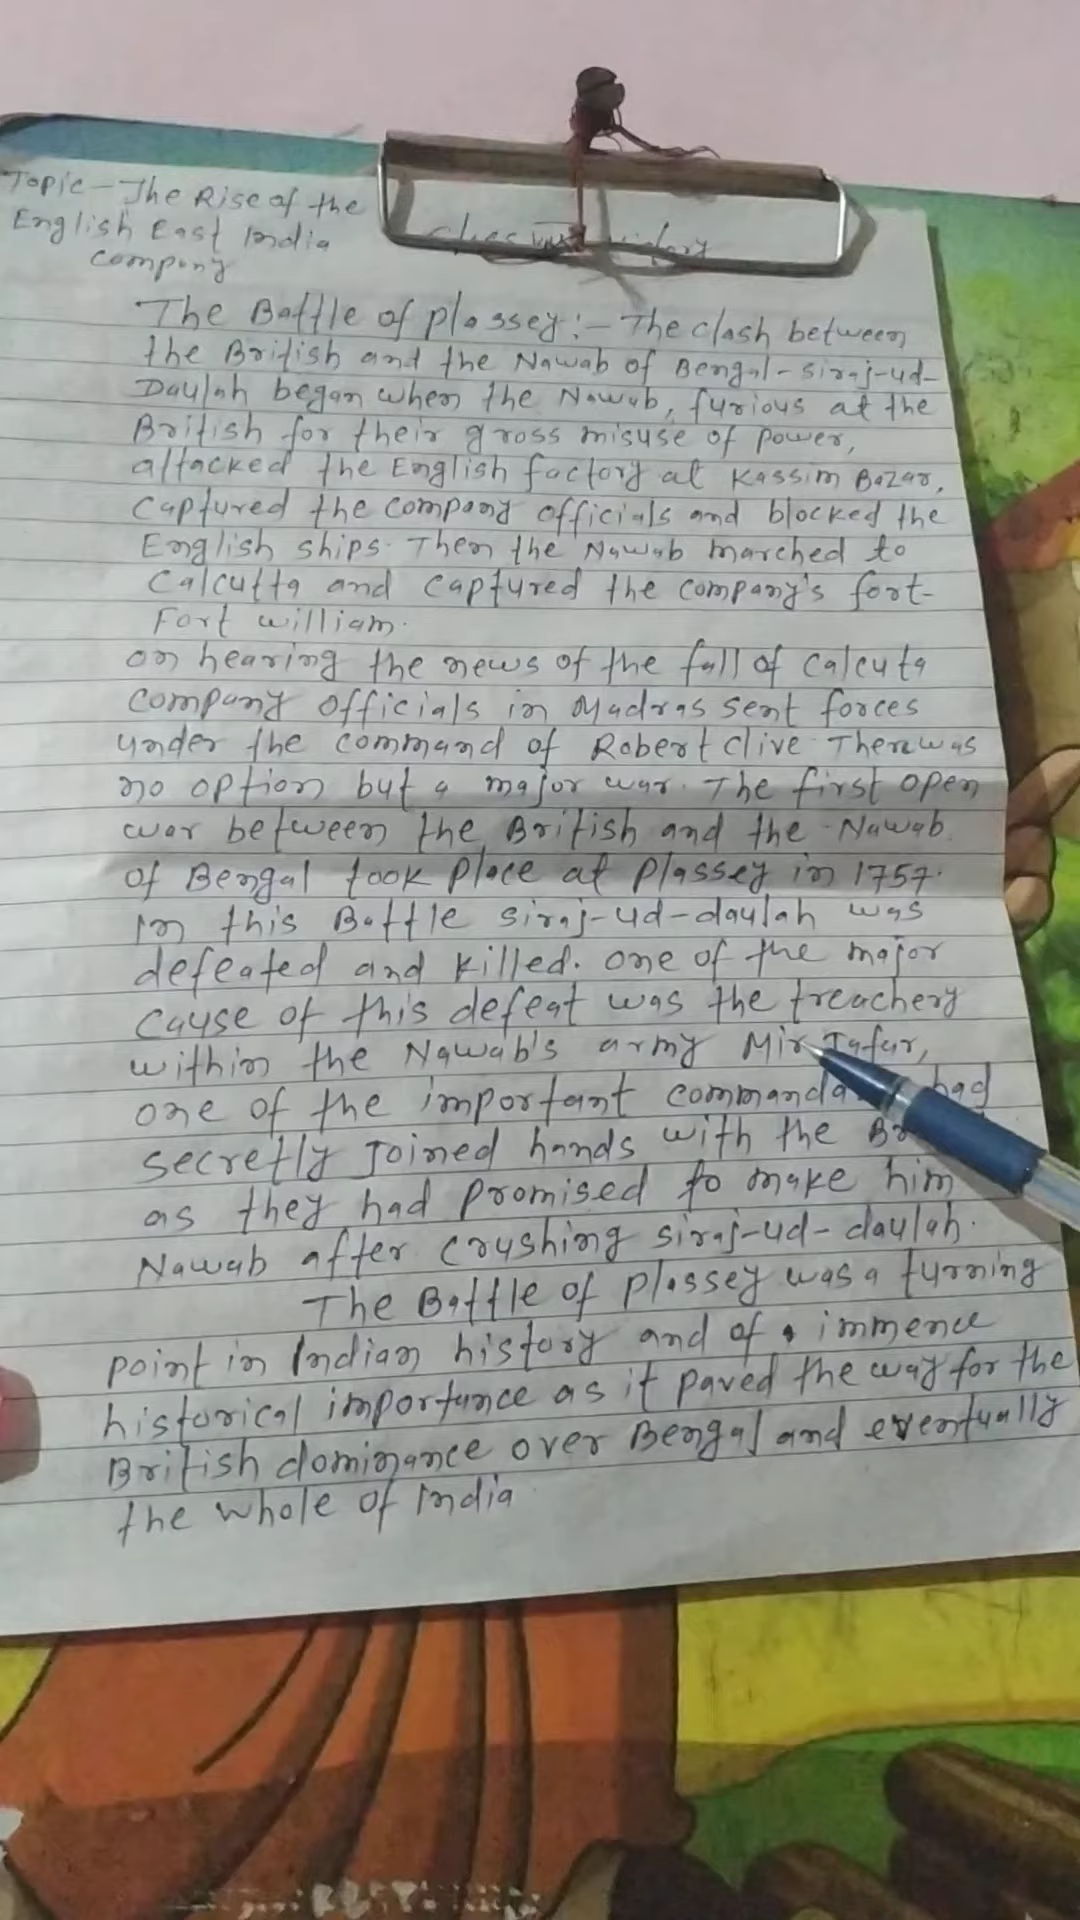 Topic - The Rise of the
English East India
Company
class history
The Battle of plassey:- The clash between
the British and the Nawab of Bengal-siraj-ud-
Daulah began when the Nawab, furious at the
British for their gross misuse of power,
attacked the English factory at Kassim Bazar,
captured the company officials and blocked the
English ships. Then the Nawab marched to
Calcutta and captured the company's fort-
Fort william.
on hearing the news of the fall of Calcuta
company officials in Madras sent forces
under the command of Robert clive There was
no option but a major war. The first open
war between the British and the Nawab
of Bengal took place at Plassey in 1757.
In this Battle siraj-ud-daulah was
defeated and killed. one of the major
cause of this defeat was the treachery
within the Nawab's army Mir Jafar,
one of the important had
secretly Joined hands with the
as they had promised to make him
Nawab after crushing siraj-ud-daulah.
The Battle of plassey was a turning
point in Indian history and of immence
historical importance as it paved the way for the
British dominance over Bengal and eventually
the whole of India